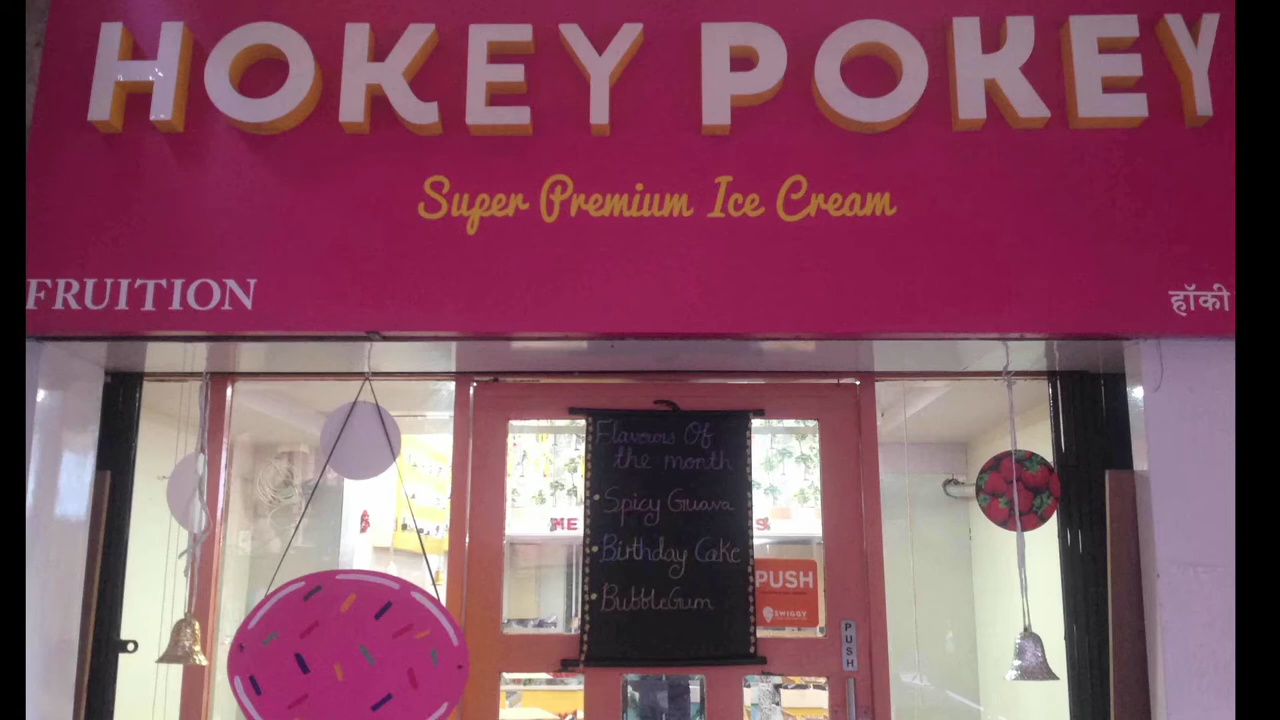 HOKEY POKEY
Super Premium Ice Cream
FRUITION
हॉकी
Flavours Of
the month
• Spicy Guava
• Birthday Cake
• BubbleGum
ME
S
PUSH
SWIGGY
PUSH